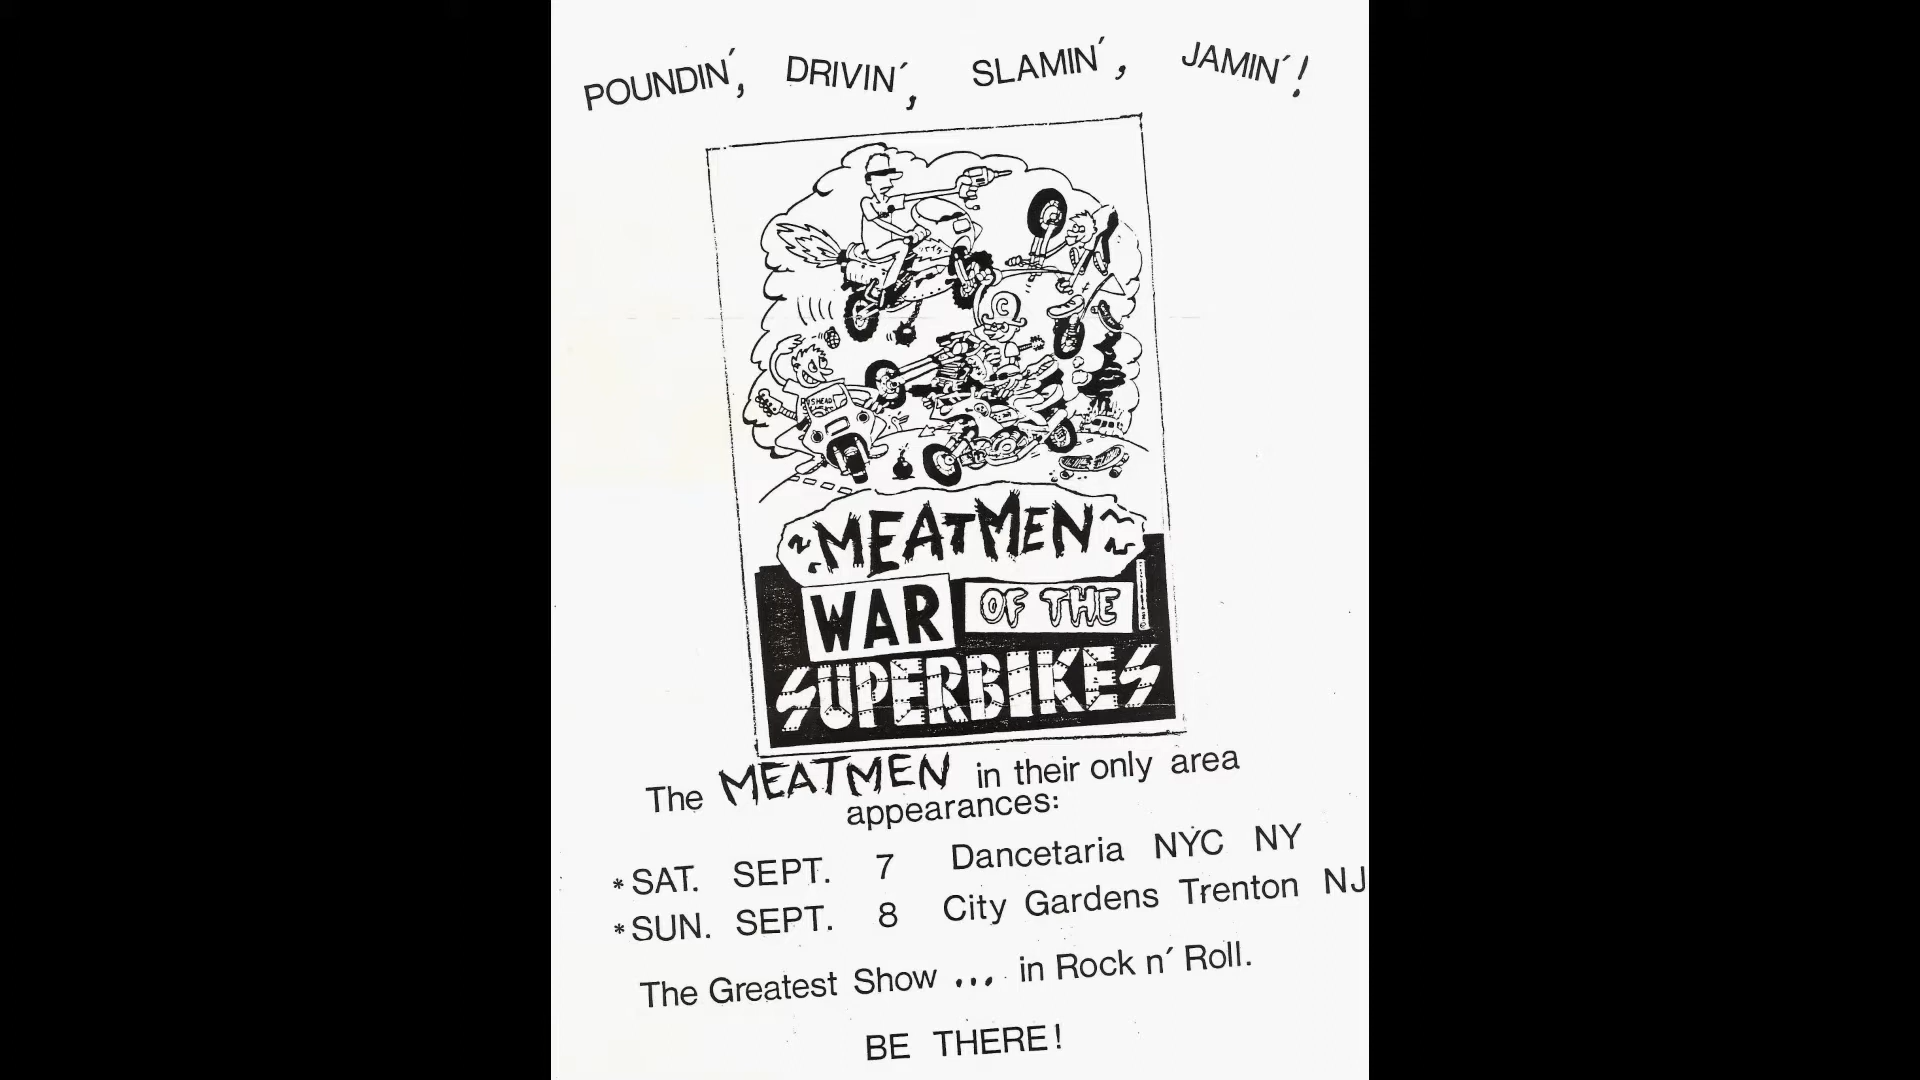 POUNDIN', DRIVIN', SLAMIN', JAMIN'!
MEATMEN
WAR OF THE
SUPERBIKES
The MEATMEN in their only area
appearances:
*SAT. SEPT. 7 Dancetaria NYC NY
*SUN. SEPT. 8 City Gardens Trenton NJ
The Greatest Show ... in Rock n' Roll.
BE THERE!